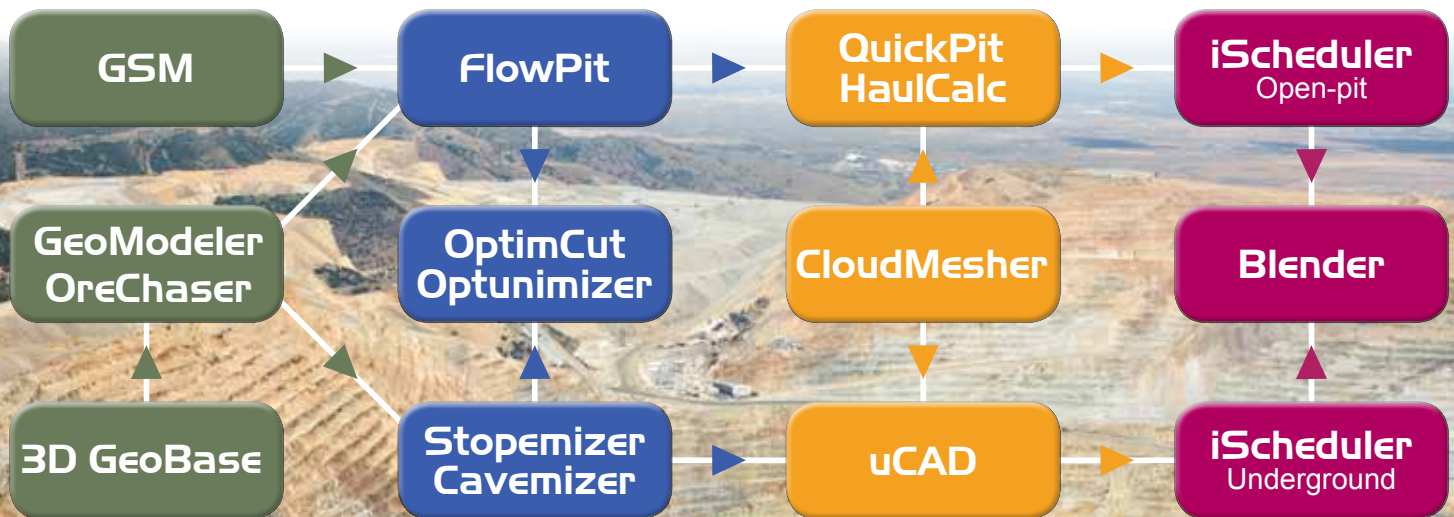 GSM
FlowPit
QuickPit
HaulCalc
iScheduler
Open-pit
GeoModeler
OreChaser
OptimCut
Optunimizer
CloudMesher
Blender
3D GeoBase
Stopemizer
Cavemizer
uCAD
iScheduler
Underground